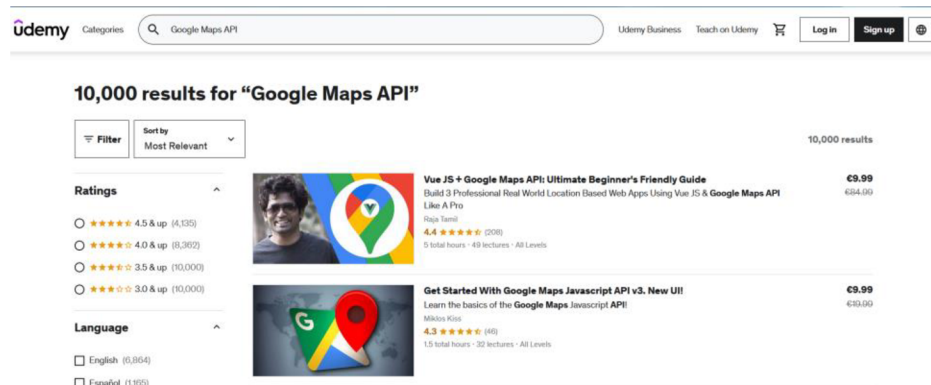 ûdemy Categories Google Maps API Udemy Business Teach on Udemy Log in Sign up
10,000 results for “Google Maps API”
Filter
Sort by
Most Relevant
10,000 results
Ratings
4.5 & up (4,135)
4.0 & up (8,362)
3.5 & up (10,000)
3.0 & up (10,000)
Language
English (6,864)
Español (1,165)
Vue JS + Google Maps API: Ultimate Beginner's Friendly Guide
€9.99
Build 3 Professional Real World Location Based Web Apps Using Vue JS & Google Maps API
€84.99
Like A Pro
Raja Tamil
4.4 (208)
5 total hours · 49 lectures · All Levels
Get Started With Google Maps Javascript API v3. New UI!
€9.99
Learn the basics of the Google Maps Javascript API!
€19.99
Miklos Kiss
4.3 (46)
1.5 total hours · 32 lectures · All Levels
G